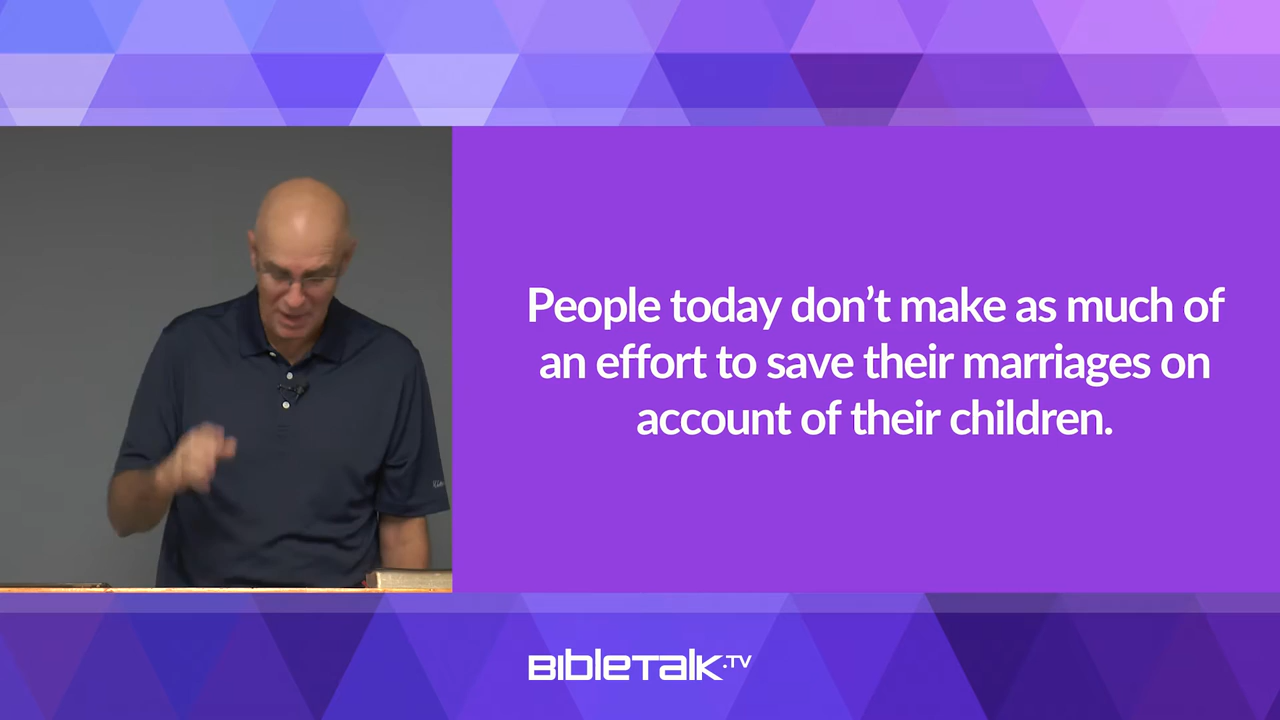 People today don’t make as much of
an effort to save their marriages on
account of their children.
BIBLETALK.TV